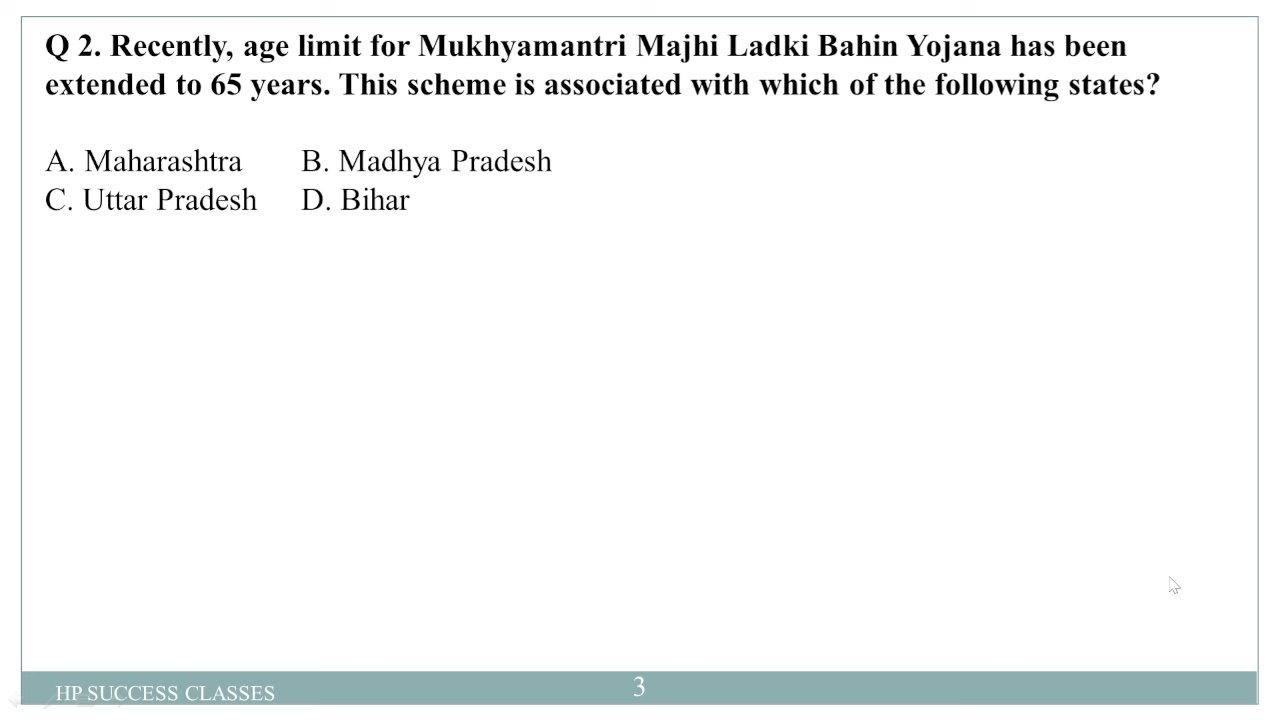 Q 2. Recently, age limit for Mukhyamantri Majhi Ladki Bahin Yojana has been
extended to 65 years. This scheme is associated with which of the following states?
A. Maharashtra B. Madhya Pradesh
C. Uttar Pradesh D. Bihar
HP SUCCESS CLASSES 3